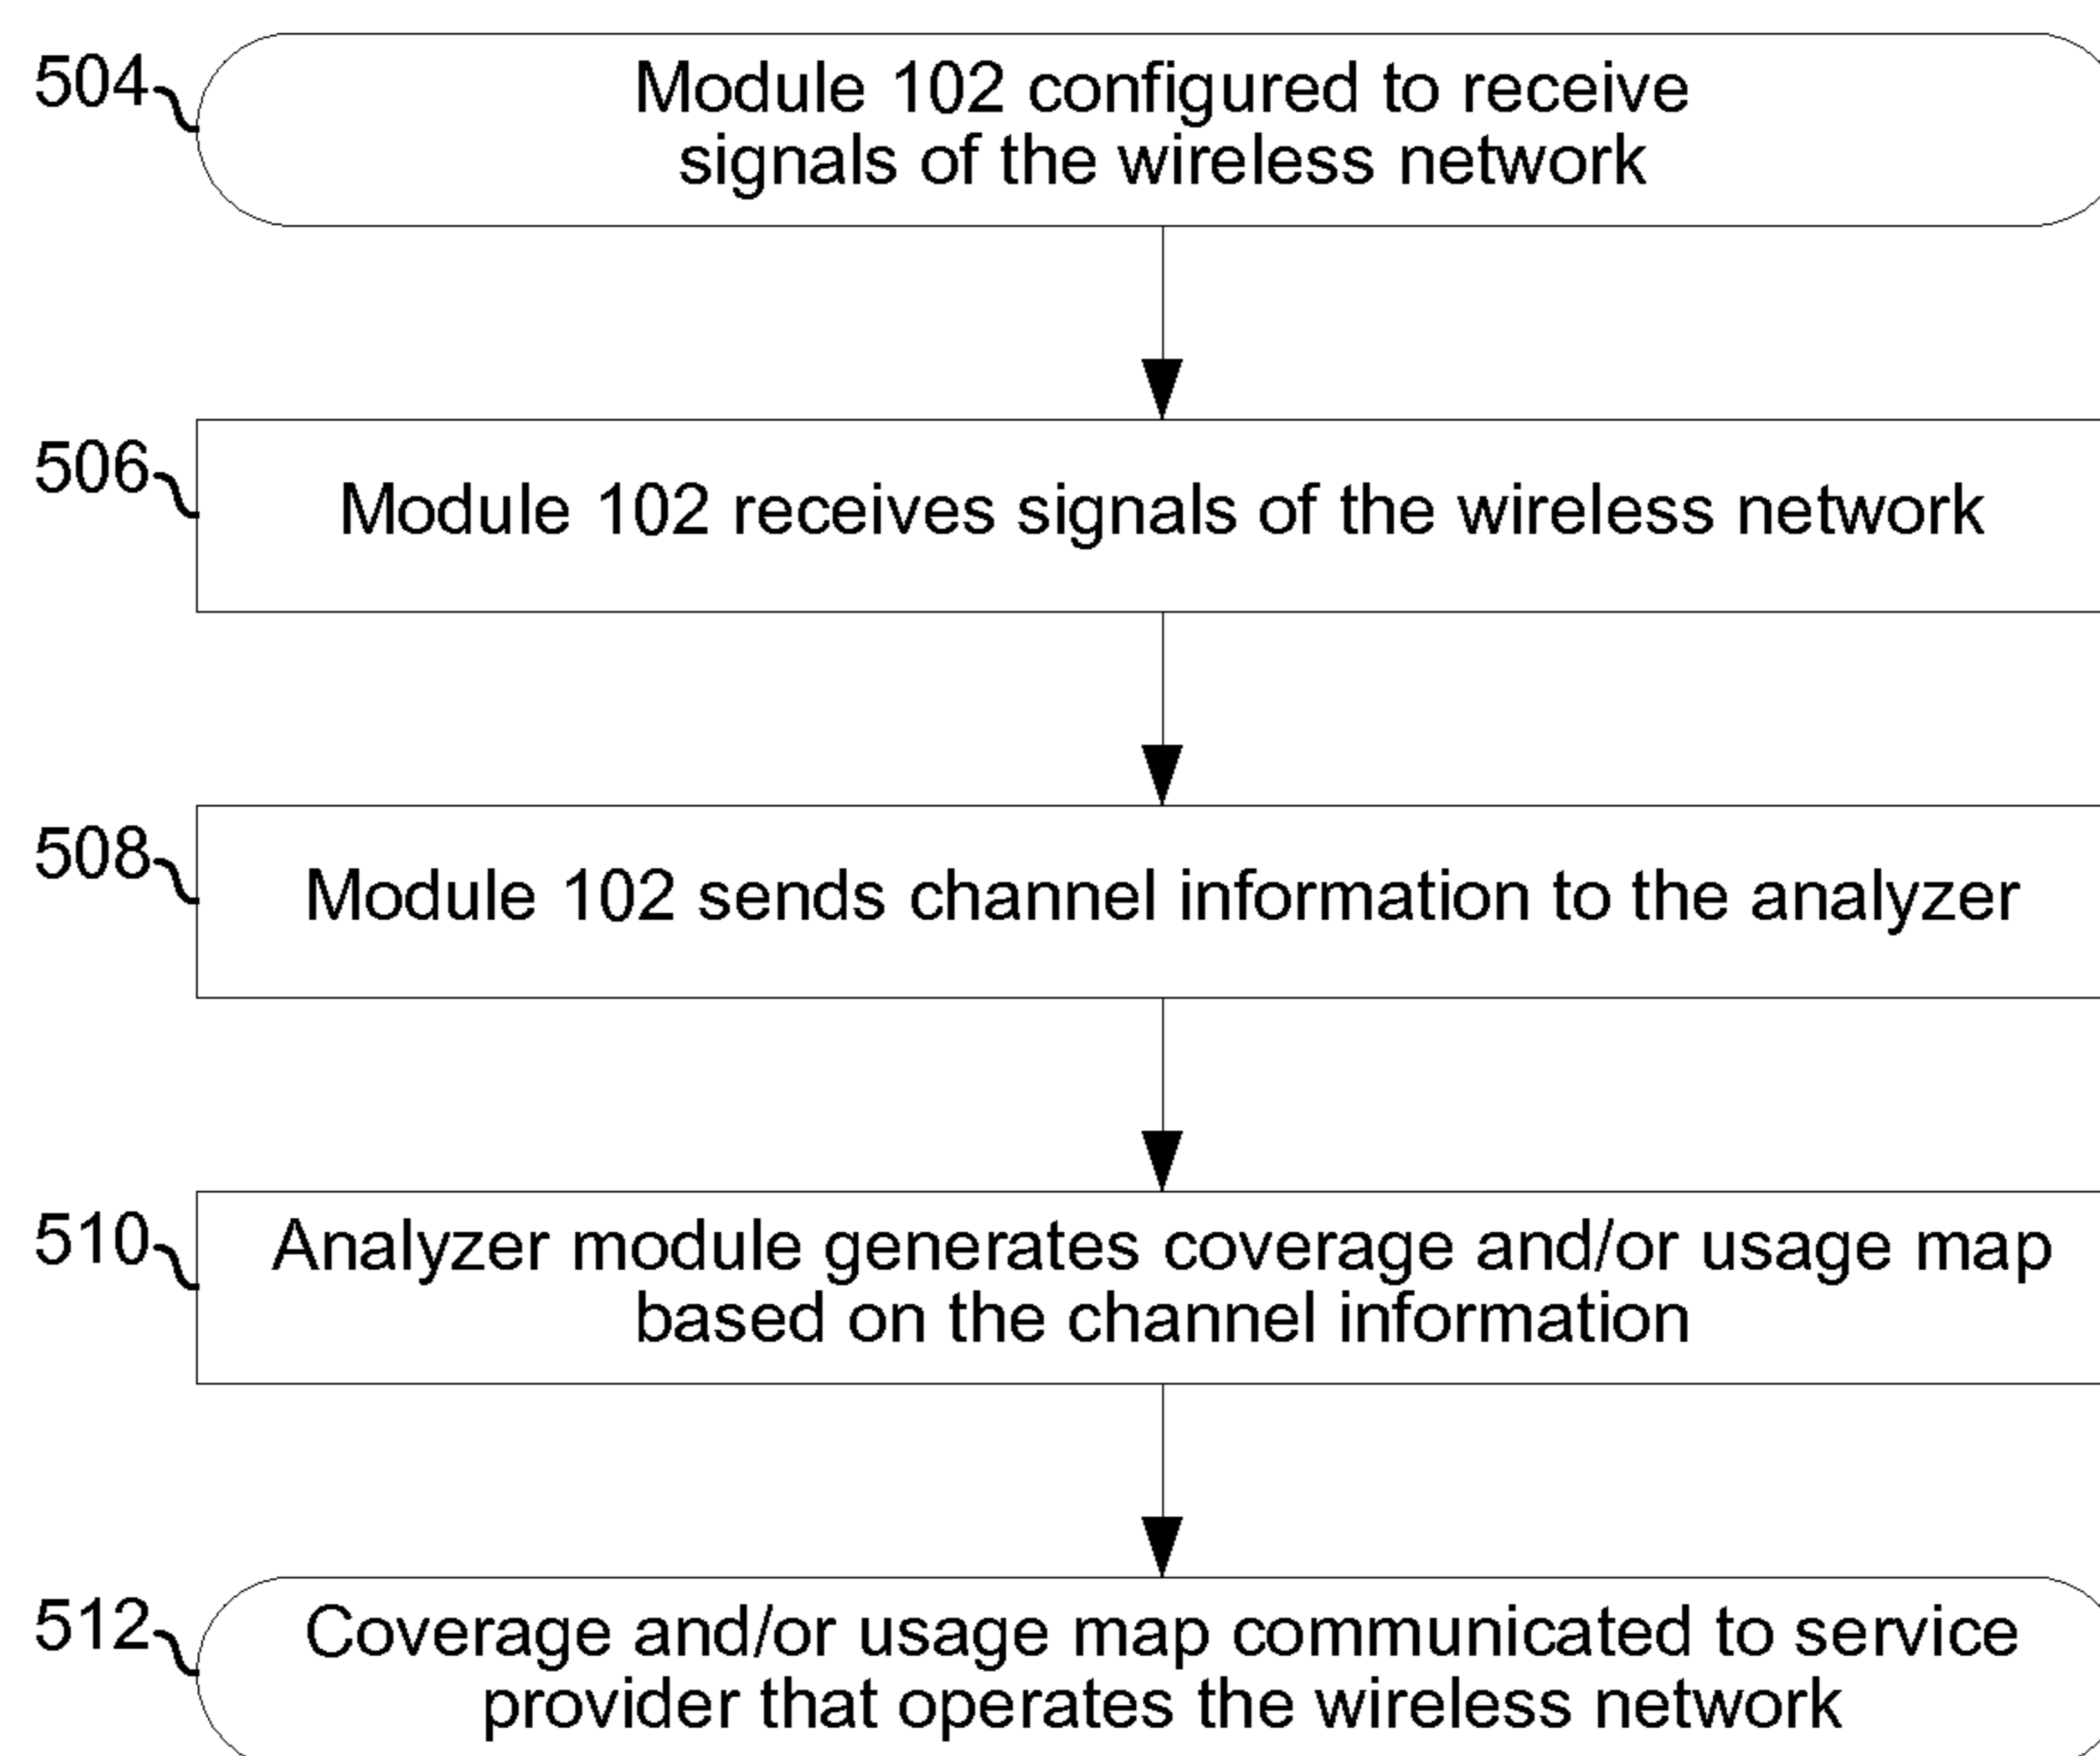 504
Module 102 configured to receive
signals of the wireless network
506
Module 102 receives signals of the wireless network
508
Module 102 sends channel information to the analyzer
510
Analyzer module generates coverage and/or usage map
based on the channel information
512
Coverage and/or usage map communicated to service
provider that operates the wireless network